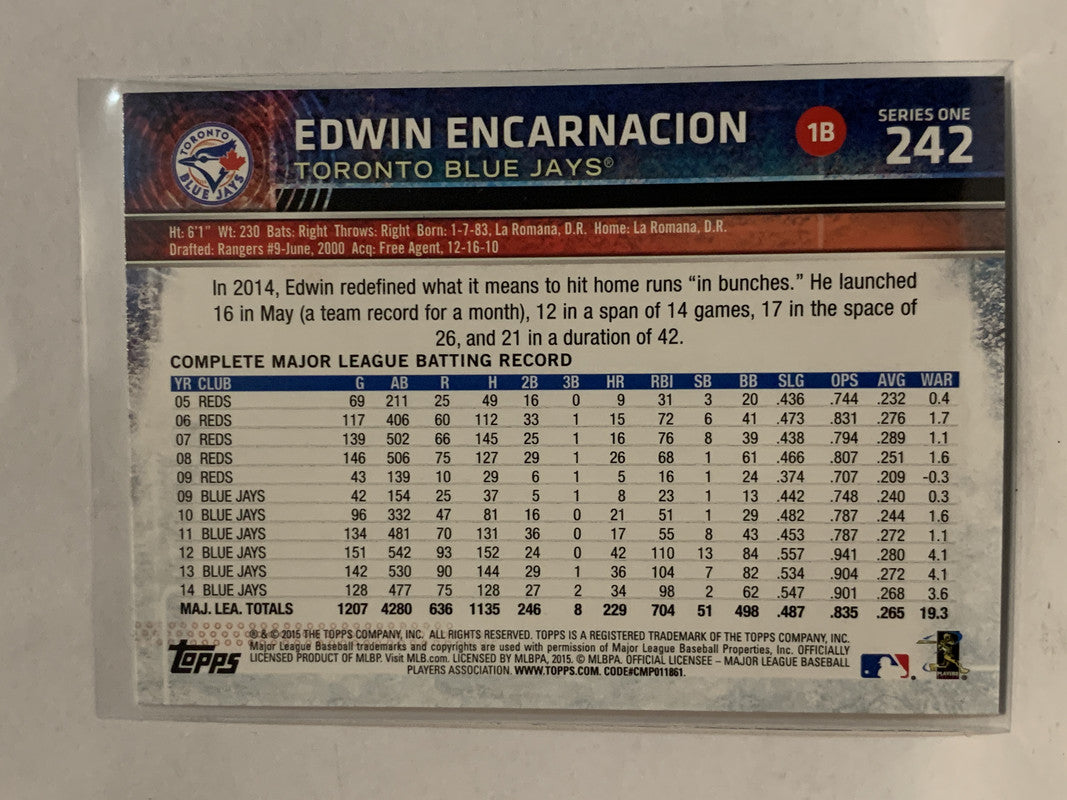 TORONTO
BLUE JAYS
EDWIN ENCARNACION
TORONTO BLUE JAYS®
1B
SERIES ONE
242
Ht: 6'1" Wt: 230 Bats: Right Throws: Right Born: 1-7-83, La Romana, D.R. Home: La Romana, D.R.
Drafted: Rangers #9-June, 2000 Acq: Free Agent, 12-16-10
In 2014, Edwin redefined what it means to hit home runs “in bunches.” He launched
16 in May (a team record for a month), 12 in a span of 14 games, 17 in the space of
26, and 21 in a duration of 42.
COMPLETE MAJOR LEAGUE BATTING RECORD
YR CLUB G AB R H 2B 3B HR RBI SB BB SLG OPS AVG WAR
05 REDS 69 211 25 49 16 0 9 31 3 20 .436 .744 .232 0.4
06 REDS 117 406 60 112 33 1 15 72 6 41 .473 .831 .276 1.7
07 REDS 139 502 66 145 25 1 16 76 8 39 .438 .794 .289 1.1
08 REDS 146 506 75 127 29 1 26 68 1 61 .466 .807 .251 1.6
09 REDS 43 139 10 29 6 1 5 16 1 24 .374 .707 .209 -0.3
09 BLUE JAYS 42 154 25 37 5 1 8 23 1 13 .442 .748 .240 0.3
10 BLUE JAYS 96 332 47 81 16 0 21 51 1 29 .482 .787 .244 1.6
11 BLUE JAYS 134 481 70 131 36 0 17 55 8 43 .453 .787 .272 1.1
12 BLUE JAYS 151 542 93 152 24 0 42 110 13 84 .557 .941 .280 4.1
13 BLUE JAYS 142 530 90 144 29 1 36 104 7 82 .534 .904 .272 4.1
14 BLUE JAYS 128 477 75 128 27 2 34 98 2 62 .547 .901 .268 3.6
MAJ. LEA. TOTALS 1207 4280 636 1135 246 8 229 704 51 498 .487 .835 .265 19.3
® & © 2015 THE TOPPS COMPANY, INC. ALL RIGHTS RESERVED. TOPPS IS A REGISTERED TRADEMARK OF THE TOPPS COMPANY, INC.
Major League Baseball trademarks and copyrights are used with permission of Major League Baseball Properties, Inc. OFFICIALLY
LICENSED PRODUCT OF MLBP. Visit MLB.com. LICENSED BY MLBPA, 2015. © MLBPA. OFFICIAL LICENSEE – MAJOR LEAGUE BASEBALL
PLAYERS ASSOCIATION. WWW.TOPPS.COM. CODE#CMP011861.
TOPPS
PLAYERS